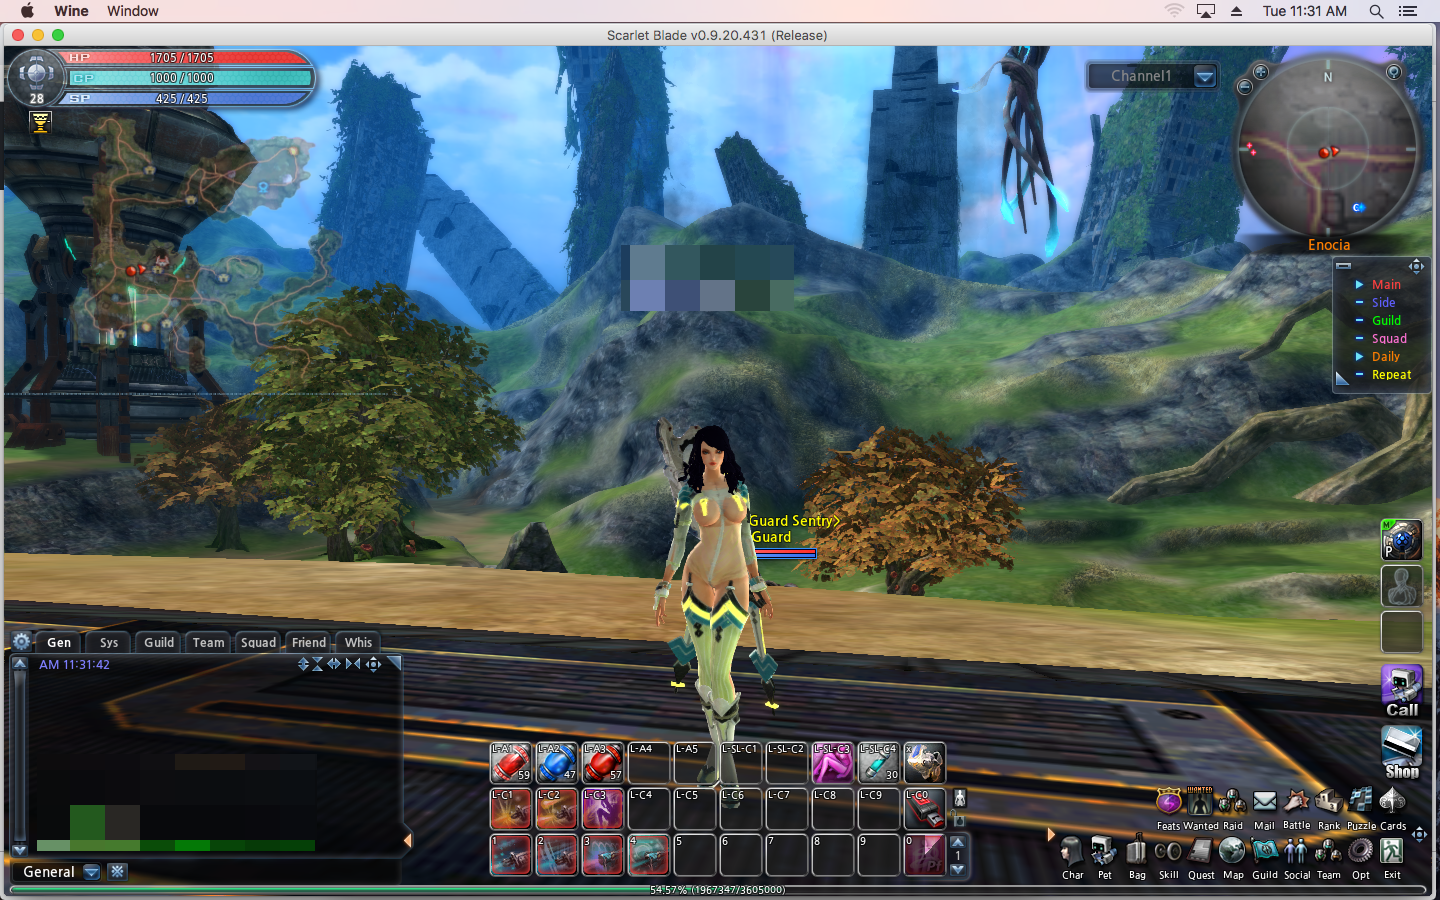 Wine Window
Tue 11:31 AM
Scarlet Blade v0.9.20.431 (Release)
HP 1705 / 1705
CP 1000 / 1000
SP 425 / 425
28
Channel1
N
Enocia
Main
Side
Guild
Squad
Daily
Repeat
Guard Sentry>
Guard
M
P
Gen Sys Guild Team Squad Friend Whis
AM 11:31:42
Call
Shop
L-A1 L-A2 L-A3 L-A4 L-A5 L-SL-C1 L-SL-C2 L-SL-C3 L-SL-C4 X
59 47 57 30
L-C1 L-C2 L-C3 L-C4 L-C5 L-C6 L-C7 L-C8 L-C9 L-C0
1 2 3 4 5 6 7 8 9 0
1
WANTED
Feats Wanted Raid Mail Battle Rank Puzzle Cards
Char Pet Bag Skill Quest Map Guild Social Team Opt Exit
General
54.57% (1967347/3605000)